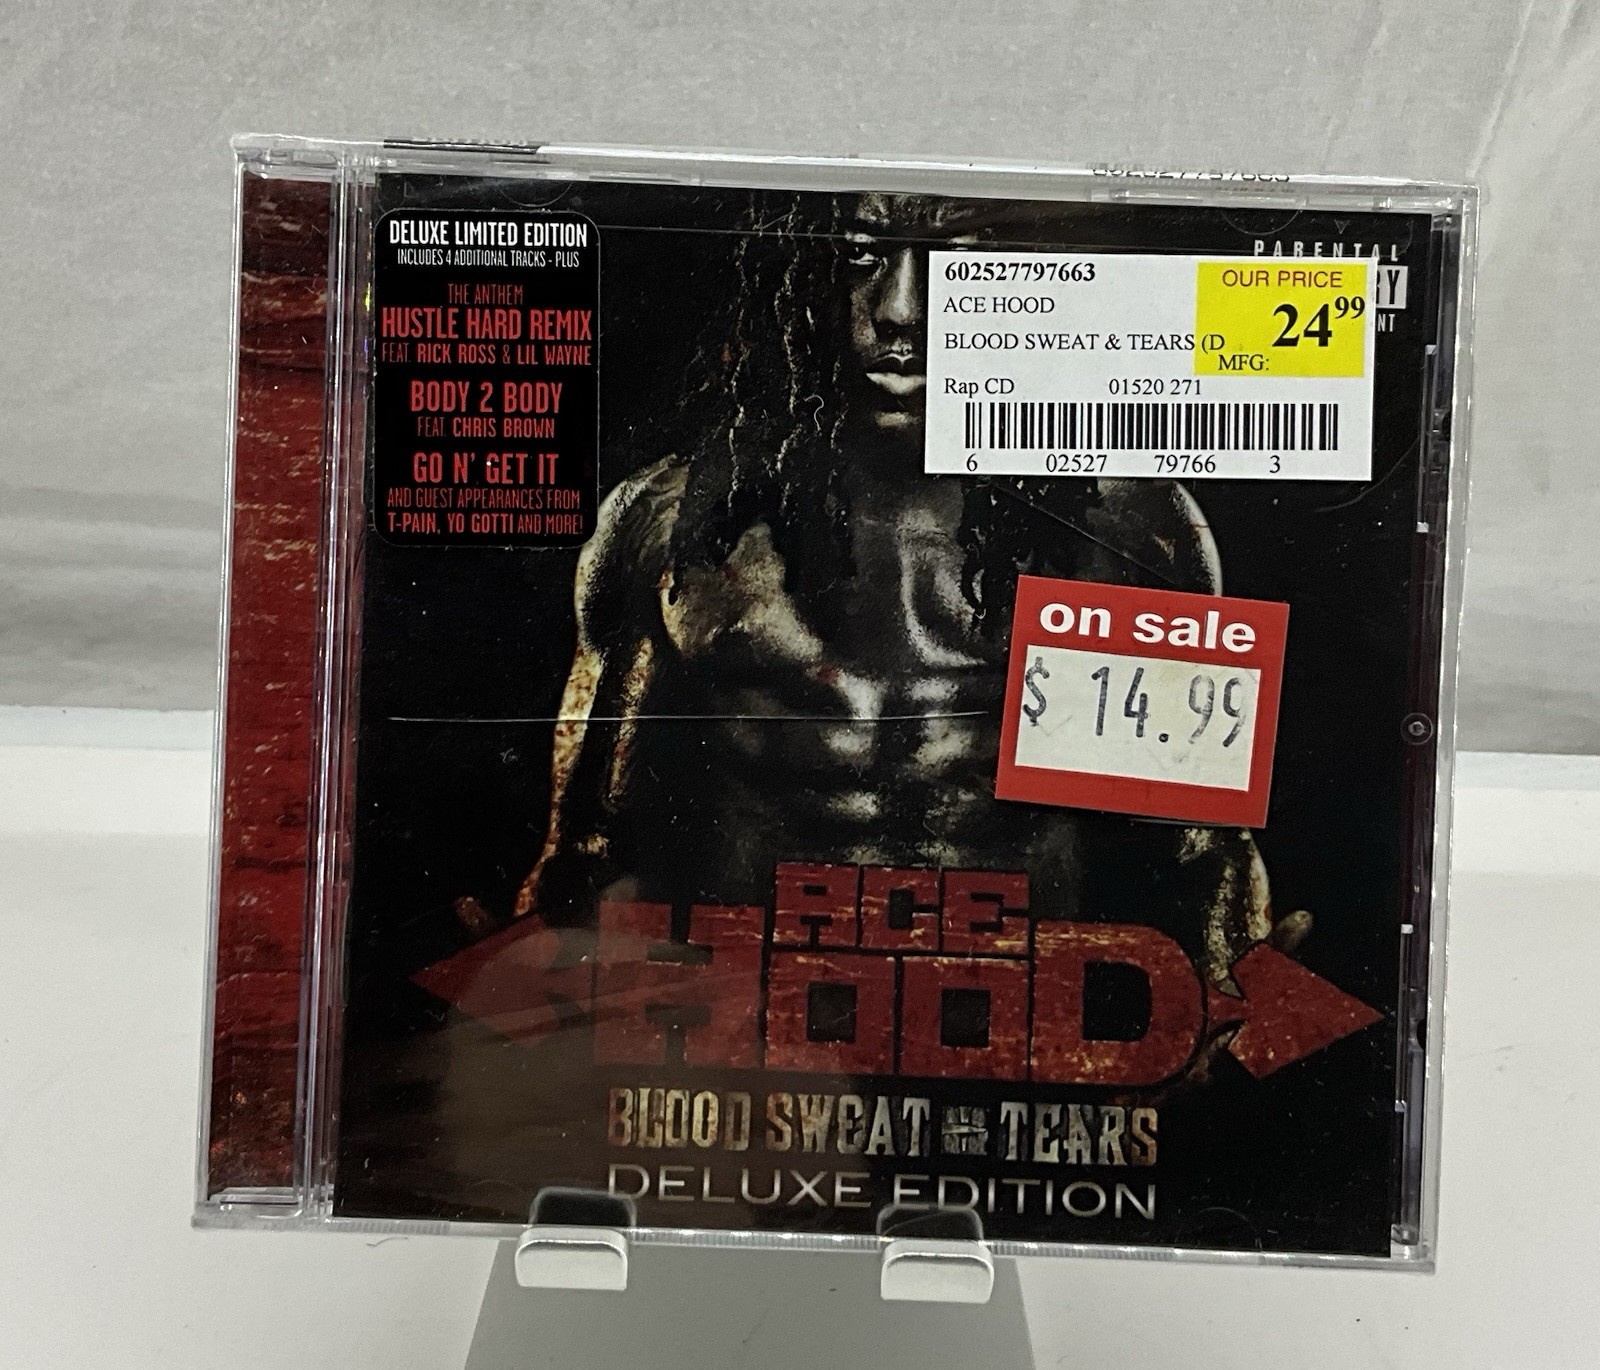 DELUXE LIMITED EDITION
INCLUDES 4 ADDITIONAL TRACKS - PLUS
THE ANTHEM
HUSTLE HARD REMIX
FEAT. RICK ROSS & LIL WAYNE
BODY 2 BODY
FEAT. CHRIS BROWN
GO N' GET IT
AND GUEST APPEARANCES FROM
T-PAIN, YO GOTTI AND MORE!
PARENTAL
602527797663
ACE HOOD
BLOOD SWEAT & TEARS (D
MFG:
OUR PRICE
24.99
Rap CD 01520 271
6 02527 79766 3
on sale
$ 14.99
ACE
HOOD
BLOOD SWEAT & TEARS
DELUXE EDITION